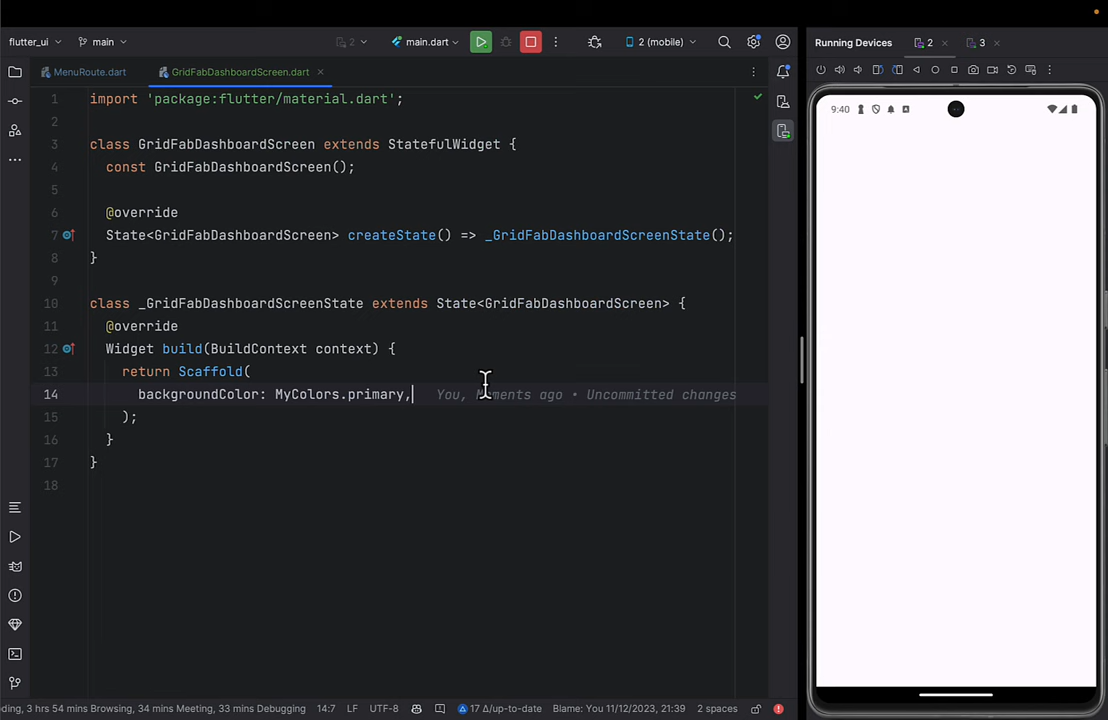 flutter_ui
main
2
main.dart
2 (mobile)
Running Devices
2
3
MenuRoute.dart
GridFabDashboardScreen.dart
1 import 'package:flutter/material.dart';
2
3 class GridFabDashboardScreen extends StatefulWidget {
4 const GridFabDashboardScreen();
5
6 @override
7 State<GridFabDashboardScreen> createState() => _GridFabDashboardScreenState();
8 }
9
10 class _GridFabDashboardScreenState extends State<GridFabDashboardScreen> {
11 @override
12 Widget build(BuildContext context) {
13 return Scaffold(
14 backgroundColor: MyColors.primary, You, ago • Uncommitted changes
15 );
16 }
17 }
18
9:40
ding, 3 hrs 54 mins Browsing, 34 mins Meeting, 33 mins Debugging
14:7
LF
UTF-8
17 Δ/up-to-date
Blame: You 11/12/2023, 21:39
2 spaces